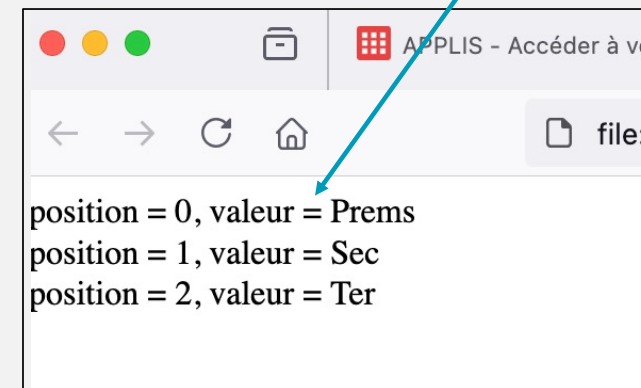 APPLIS - Accéder à
file:
position = 0, valeur = Prems
position = 1, valeur = Sec
position = 2, valeur = Ter